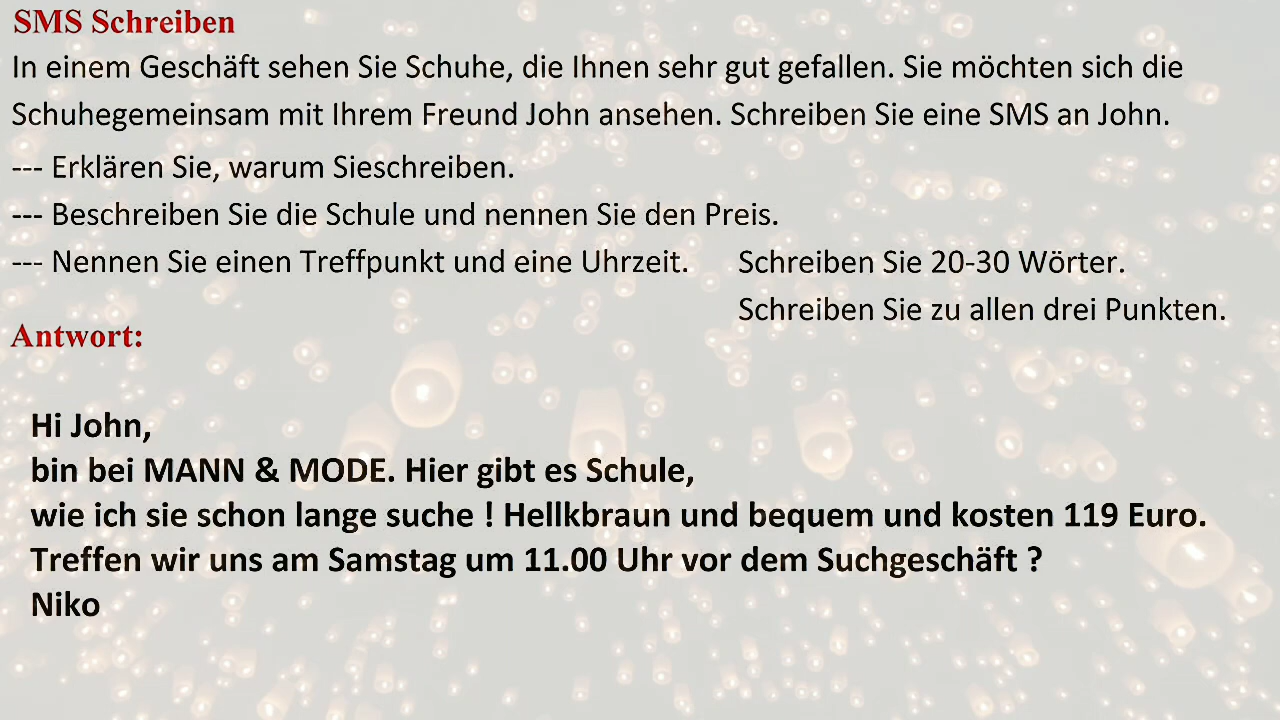 SMS Schreiben
In einem Geschäft sehen Sie Schuhe, die Ihnen sehr gut gefallen. Sie möchten sich die
Schuhegemeinsam mit Ihrem Freund John ansehen. Schreiben Sie eine SMS an John.
--- Erklären Sie, warum Sieschreiben.
--- Beschreiben Sie die Schule und nennen Sie den Preis.
--- Nennen Sie einen Treffpunkt und eine Uhrzeit. Schreiben Sie 20-30 Wörter.
Schreiben Sie zu allen drei Punkten.
Antwort:
Hi John,
bin bei MANN & MODE. Hier gibt es Schule,
wie ich sie schon lange suche ! Hellkbraun und bequem und kosten 119 Euro.
Treffen wir uns am Samstag um 11.00 Uhr vor dem Suchgeschäft ?
Niko